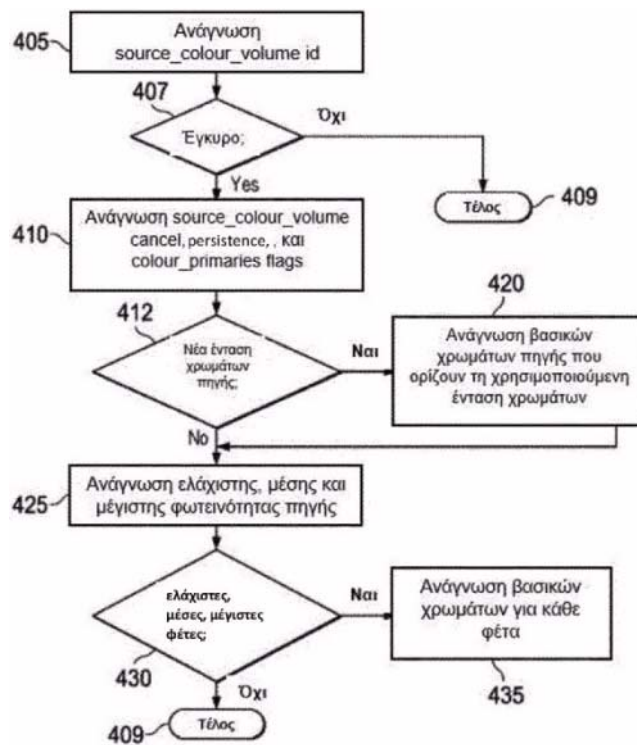 405
Ανάγνωση
source_colour_volume id
407
Έγκυρο;
Όχι
Yes
Τέλος
409
410
Ανάγνωση source_colour_volume
cancel, persistence, , και
colour_primaries flags
412
Νέα ένταση
χρωμάτων
πηγής;
Ναι
420
Ανάγνωση βασικών
χρωμάτων πηγής που
ορίζουν τη χρησιμοποιούμενη
ένταση χρωμάτων
No
425
Ανάγνωση ελάχιστης, μέσης και
μέγιστης φωτεινότητας πηγής
ελάχιστες,
μέσες, μέγιστες
φέτες;
Ναι
Ανάγνωση βασικών
χρωμάτων για κάθε
φέτα
430
435
Όχι
409
Τέλος